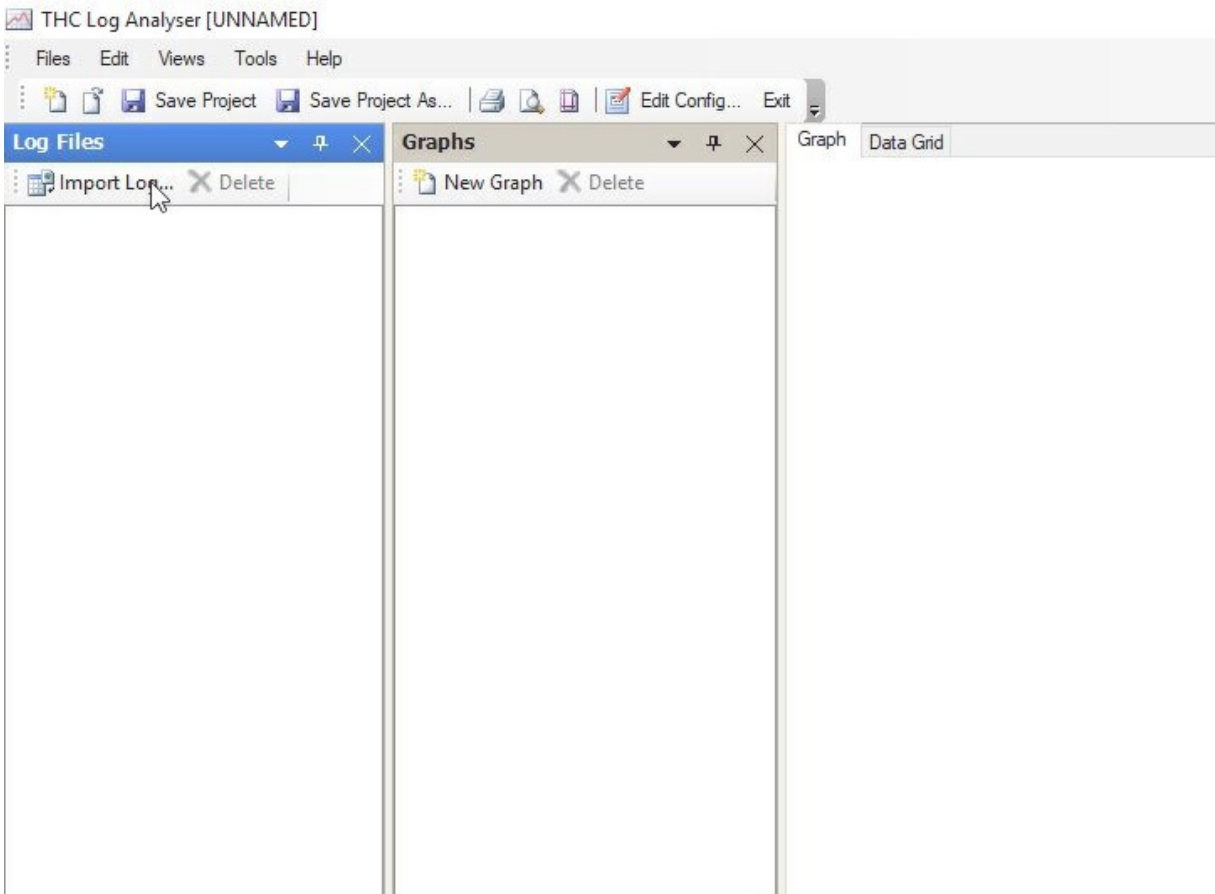 THC Log Analyser [UNNAMED]
Files Edit Views Tools Help
Save Project Save Project As... Edit Config... Exit
Log Files Graphs Graph Data Grid
Import Log... Delete New Graph Delete